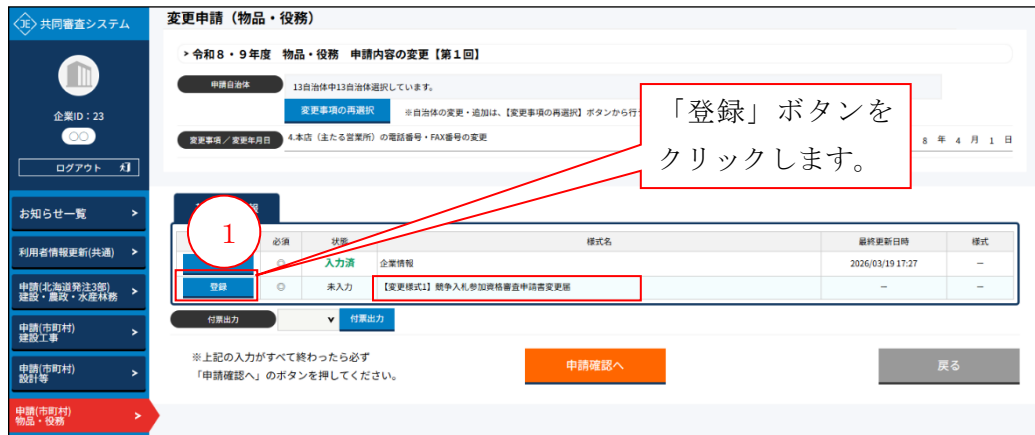 JE 共同審査システム
企業ID：23
○○
ログアウト
お知らせ一覧 >
利用者情報更新(共通) >
申請(北海道発注3部)
建設・農政・水産林務 >
申請(市町村)
建設工事 >
申請(市町村)
設計等 >
申請(市町村)
物品・役務 >
変更申請（物品・役務）
> 令和８・９年度 物品・役務 申請内容の変更【第１回】
申請自治体 13自治体中13自治体選択しています。
変更事項の再選択 ※自治体の変更・追加は、【変更事項の再選択】ボタンから行
変更事項／変更年月日 4.本店（主たる営業所）の電話番号・FAX番号の変更 8 年 4 月 1 日
「登録」ボタンを
クリックします。
1
必須 状態 様式名 最終更新日時 様式
◎ 入力済 企業情報 2026/03/19 17:27 －
登録 ◎ 未入力 【変更様式1】競争入札参加資格審査申請書変更届 － －
付票出力 付票出力
※上記の入力がすべて終わったら必ず
「申請確認へ」のボタンを押してください。
申請確認へ
戻る